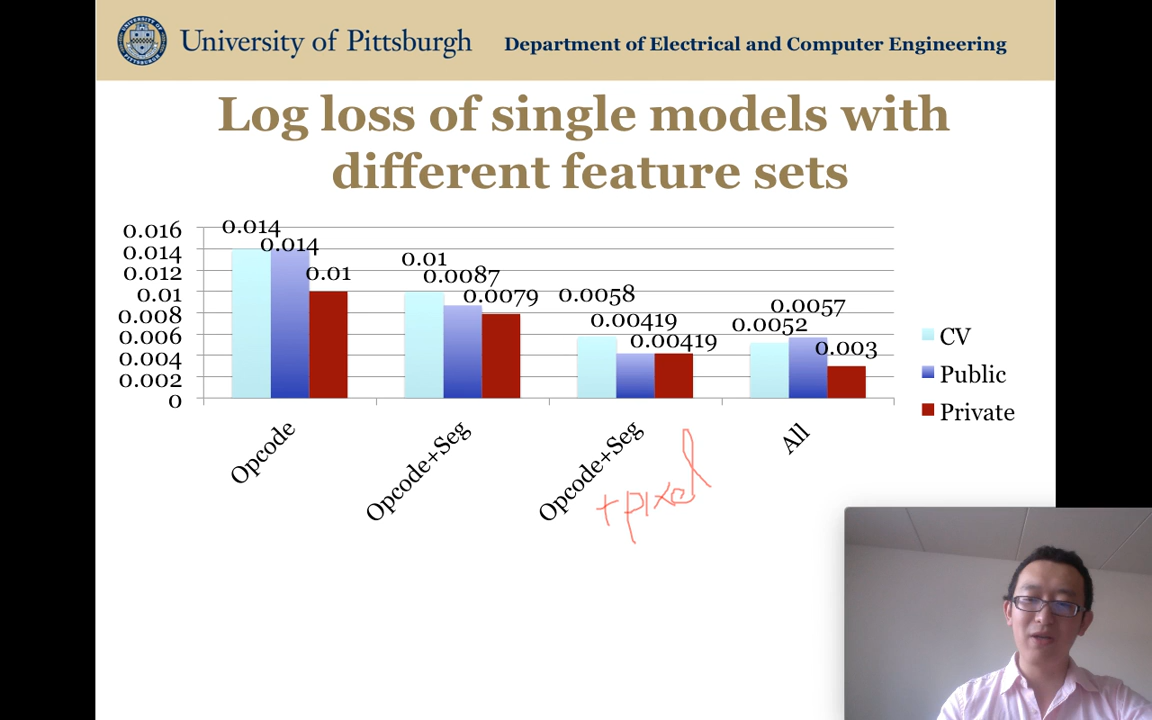 University of Pittsburgh
Department of Electrical and Computer Engineering
Log loss of single models with
different feature sets
0.016
0.014
0.012
0.01
0.008
0.006
0.004
0.002
0
0.014
0.014
0.01
0.01
0.0087
0.0079
0.0058
0.00419
0.00419
0.0052
0.0057
0.003
CV
Public
Private
Opcode
Opcode+Seg
Opcode+Seg
+pixel
All